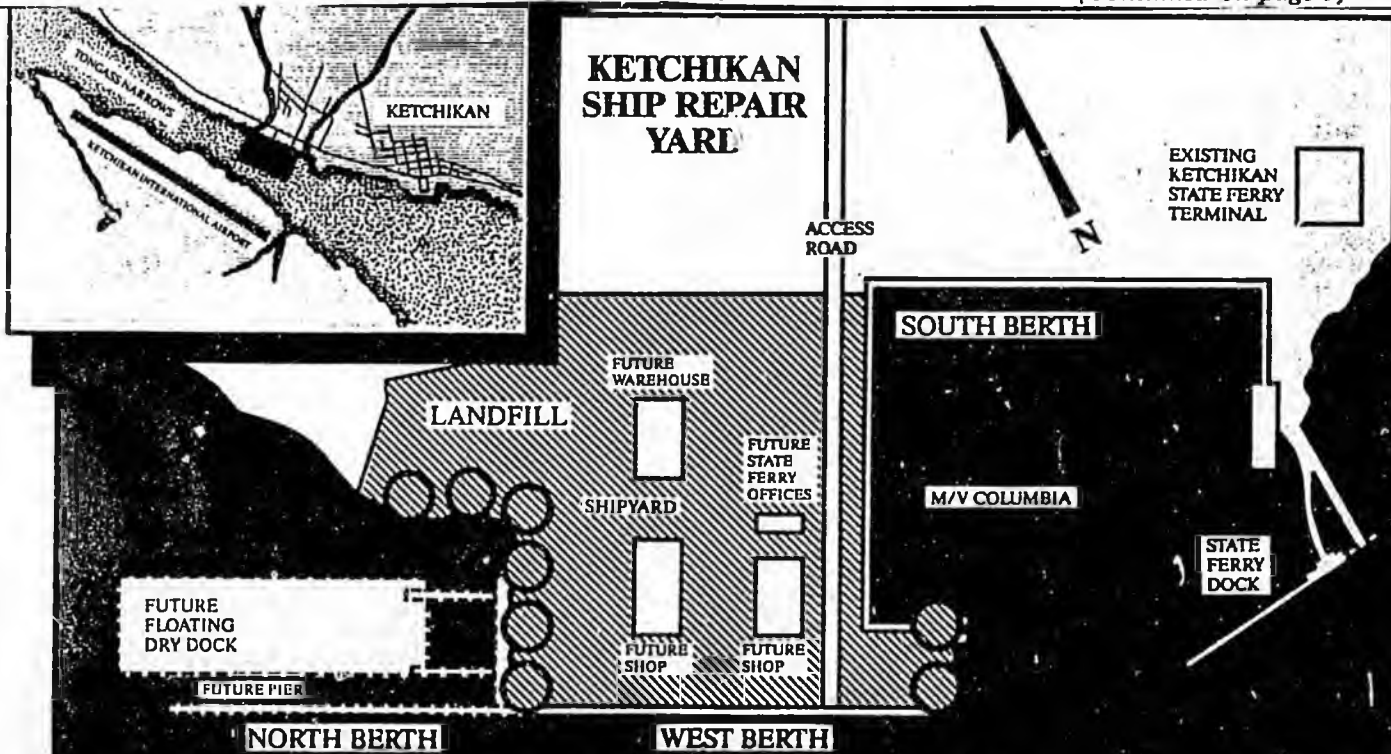 TONGASS NARROWS
KETCHIKAN
KETCHIKAN INTERNATIONAL AIRPORT
KETCHIKAN
SHIP REPAIR
YARD
ACCESS
ROAD
N
EXISTING
KETCHIKAN
STATE FERRY
TERMINAL
SOUTH BERTH
FUTURE
WAREHOUSE
LANDFILL
FUTURE
STATE
FERRY
OFFICES
SHIPYARD
M/V COLUMBIA
STATE
FERRY
DOCK
FUTURE
FLOATING
DRY DOCK
FUTURE
SHOP
FUTURE
SHOP
FUTURE PIER
NORTH BERTH
WEST BERTH